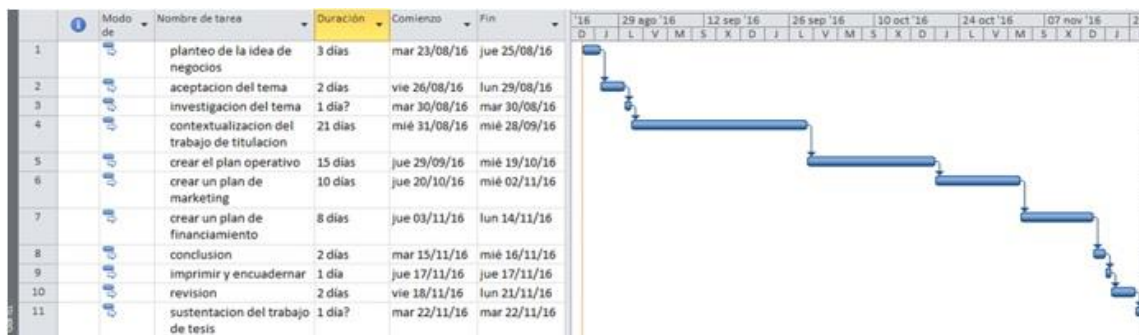 Modo de Nombre de tarea Duración Comienzo Fin
'16 29 ago '16 12 sep '16 26 sep '16 10 oct '16 24 oct '16 07 nov '16 2
D J L V M S X D J L V M S X D J L V M S X D J
1 planteo de la idea de negocios 3 días mar 23/08/16 jue 25/08/16
2 aceptacion del tema 2 días vie 26/08/16 lun 29/08/16
3 investigacion del tema 1 día? mar 30/08/16 mar 30/08/16
4 contextualizacion del trabajo de titulacion 21 días mié 31/08/16 mié 28/09/16
5 crear el plan operativo 15 días jue 29/09/16 mié 19/10/16
6 crear un plan de marketing 10 días jue 20/10/16 mié 02/11/16
7 crear un plan de financiamiento 8 días jue 03/11/16 lun 14/11/16
8 conclusion 2 días mar 15/11/16 mié 16/11/16
9 imprimir y encuadernar 1 día jue 17/11/16 jue 17/11/16
10 revision 2 días vie 18/11/16 lun 21/11/16
11 sustentacion del trabajo de tesis 1 día? mar 22/11/16 mar 22/11/16